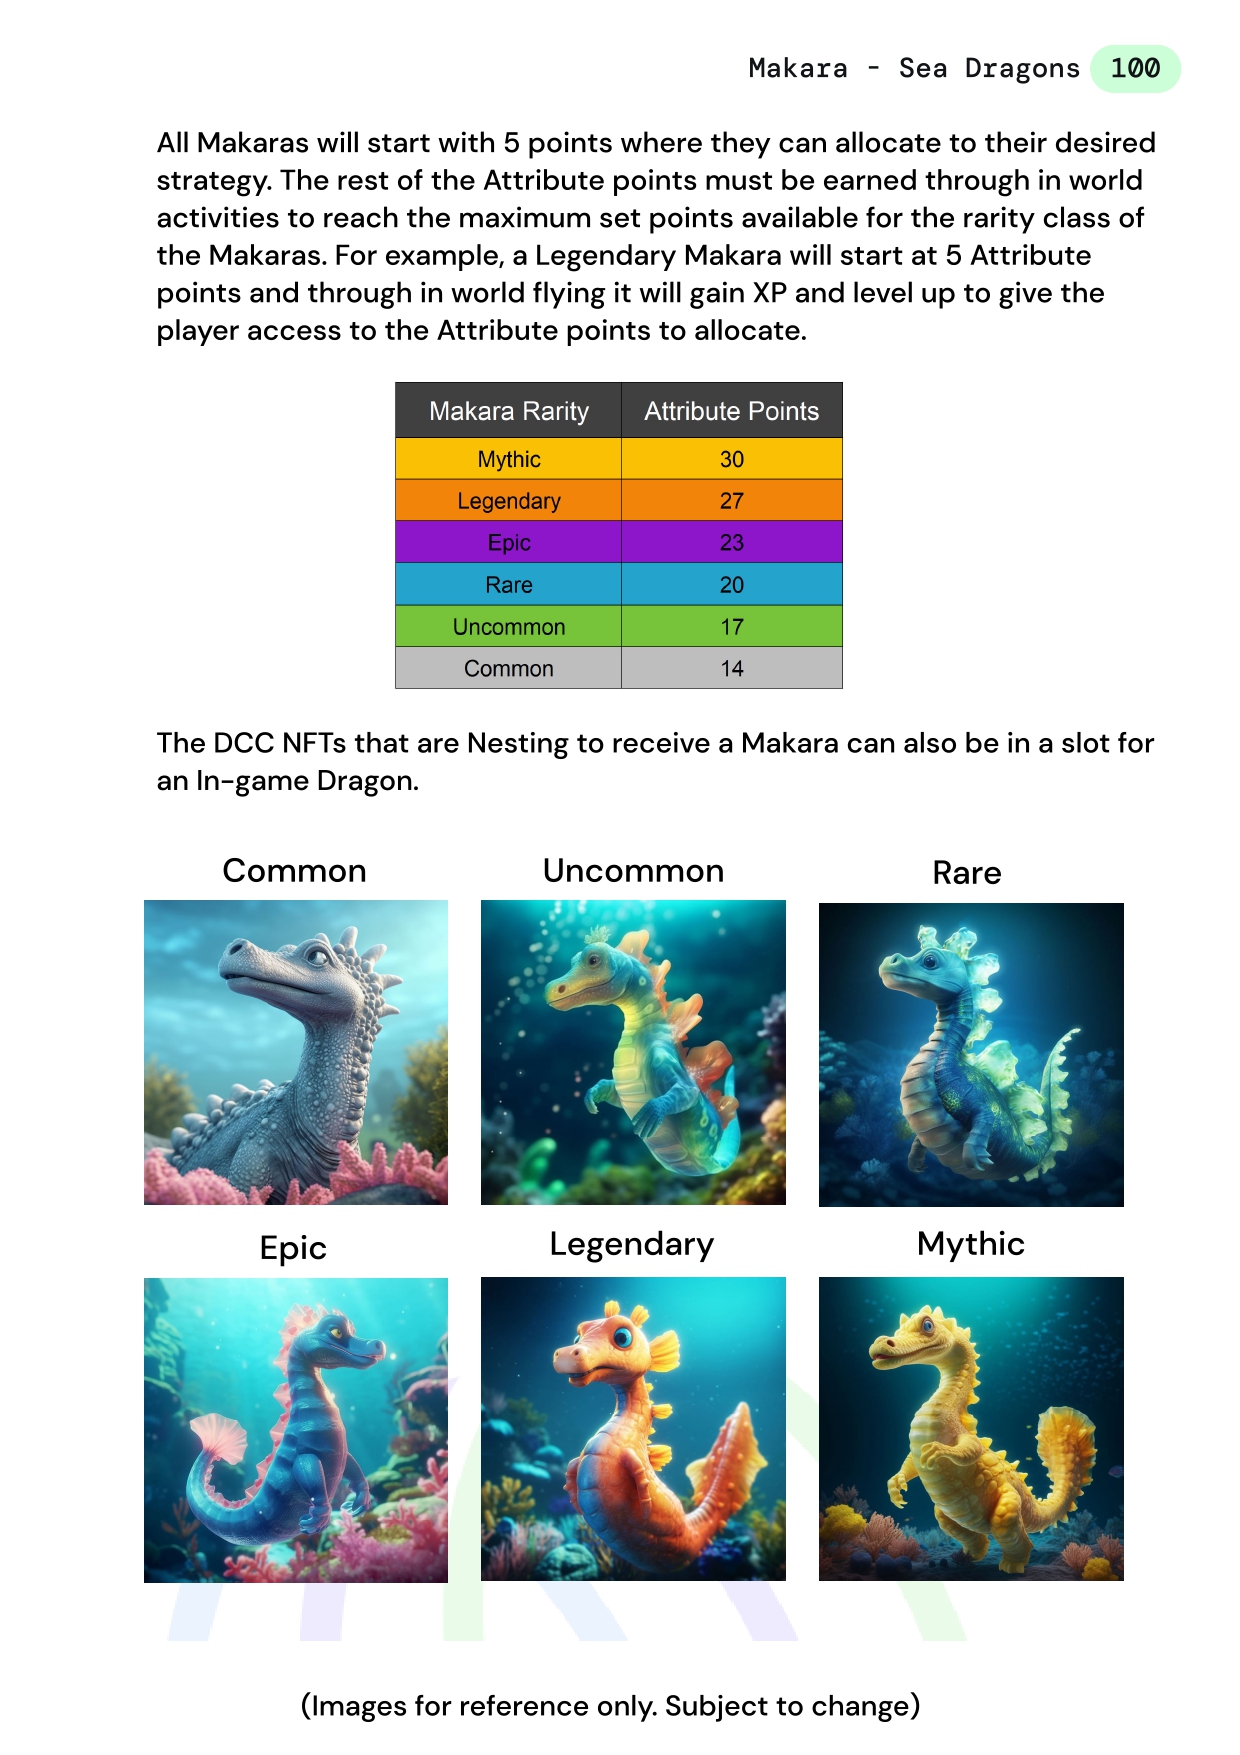 Makara - Sea Dragons 100
All Makaras will start with 5 points where they can allocate to their desired
strategy. The rest of the Attribute points must be earned through in world
activities to reach the maximum set points available for the rarity class of
the Makaras. For example, a Legendary Makara will start at 5 Attribute
points and through in world flying it will gain XP and level up to give the
player access to the Attribute points to allocate.
Makara Rarity Attribute Points
Mythic 30
Legendary 27
Epic 23
Rare 20
Uncommon 17
Common 14
The DCC NFTs that are Nesting to receive a Makara can also be in a slot for
an In-game Dragon.
Common Uncommon Rare
Epic Legendary Mythic
(Images for reference only. Subject to change)